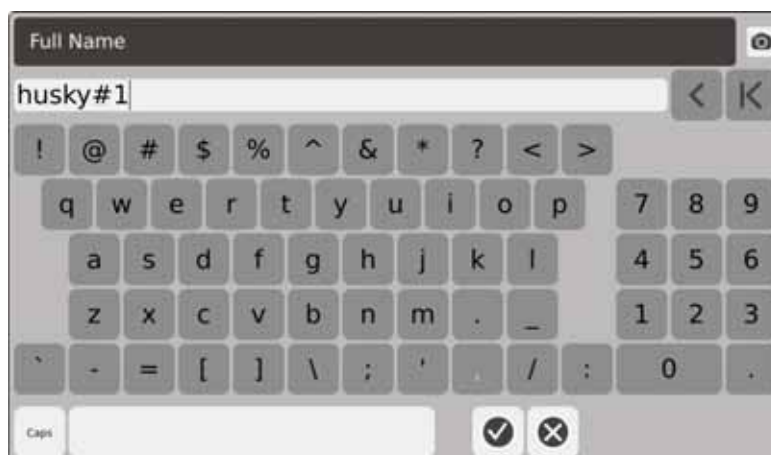 Full Name
husky#1
! @ # $ % ^ & * ? < >
q w e r t y u i o p 7 8 9
a s d f g h j k l 4 5 6
z x c v b n m . _ 1 2 3
` - = [ ] \ ; ' , / : 0 .
Caps